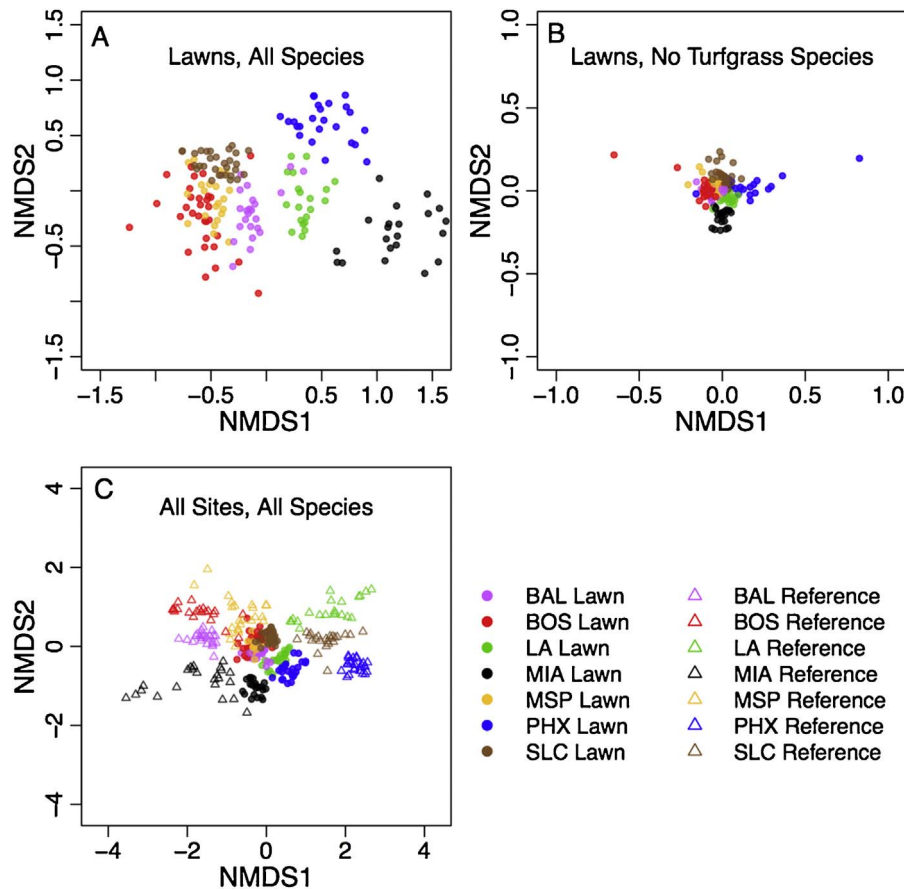 A
Lawns, All Species
1.5
1.0
0.5
NMDS2
−0.5
−1.5
−1.5
−0.5
0.5
1.0
1.5
NMDS1
B
Lawns, No Turfgrass Species
1.0
0.5
NMDS2
0.0
−0.5
−1.0
−1.0
−0.5
0.0
0.5
1.0
NMDS1
C
All Sites, All Species
4
2
NMDS2
0
−2
−4
−4
−2
0
2
4
NMDS1
BAL Lawn
BOS Lawn
LA Lawn
MIA Lawn
MSP Lawn
PHX Lawn
SLC Lawn
BAL Reference
BOS Reference
LA Reference
MIA Reference
MSP Reference
PHX Reference
SLC Reference